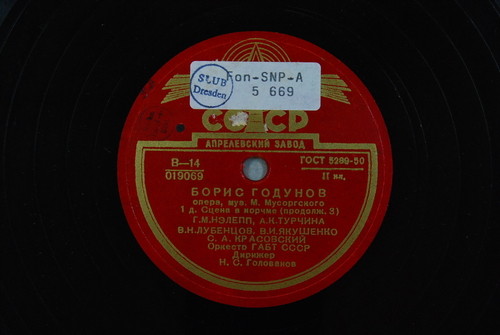 SLUB
Dresden
Fon-SNP-A
5 669
СССР
АПРЕЛЕВСКИЙ ЗАВОД
В—14
019069
ГОСТ 5289-50
II кл.
БОРИС ГОДУНОВ
опера, муз. М. Мусоргского
1 д. Сцена в корчме (продолж. 3)
Г.М.НЭЛЕПП, А.К.ТУРЧИНА
В.Н.ЛУБЕНЦОВ, В.И.ЯКУШЕНКО
С. А. КРАСОВСКИЙ
Оркестр ГАБТ СССР
Дирижер
Н. С. Голованов